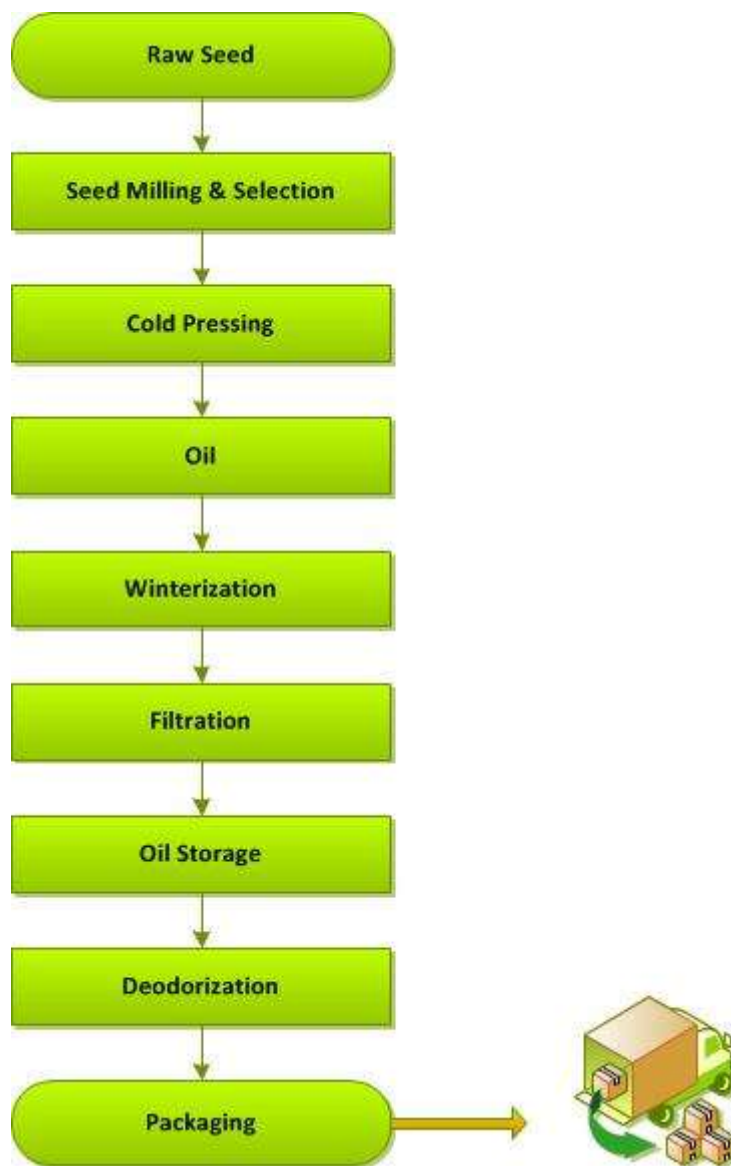 Raw Seed
Seed Milling & Selection
Cold Pressing
Oil
Winterization
Filtration
Oil Storage
Deodorization
Packaging